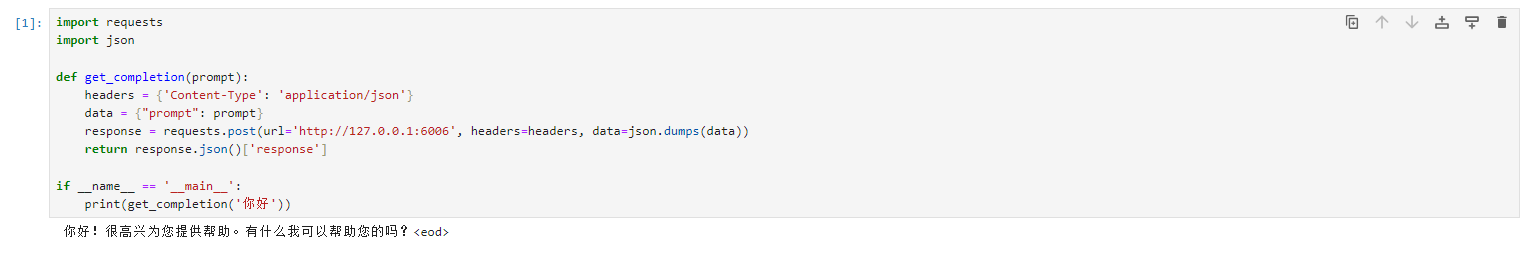 [1]: import requests
import json
def get_completion(prompt):
    headers = {'Content-Type': 'application/json'}
    data = {"prompt": prompt}
    response = requests.post(url='http://127.0.0.1:6006', headers=headers, data=json.dumps(data))
    return response.json()['response']
if __name__ == '__main__':
    print(get_completion('你好'))
你好！很高兴为您提供帮助。有什么我可以帮助您的吗？<eod>